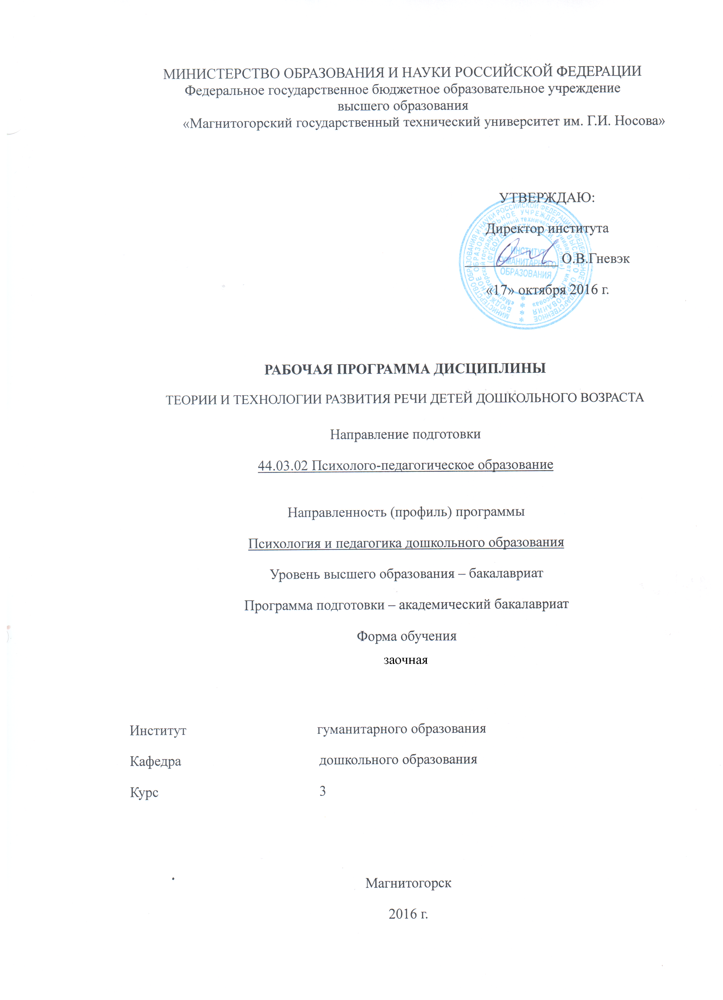 МИНИСТЕРСТВО ОБРАЗОВАНИЯ И НАУКИ РОССИЙСКОЙ ФЕДЕРАЦИИ
Федеральное государственное бюджетное образовательное учреждение
высшего образования
«Магнитогорский государственный технический университет им. Г.И. Носова»
УТВЕРЖДАЮ:
Директор института
О.В.Гневэк
«17» октября 2016 г.
ИНСТИТУТ
ГУМАНИТАРНОГО
ОБРАЗОВАНИЯ
РАБОЧАЯ ПРОГРАММА ДИСЦИПЛИНЫ
ТЕОРИИ И ТЕХНОЛОГИИ РАЗВИТИЯ РЕЧИ ДЕТЕЙ ДОШКОЛЬНОГО ВОЗРАСТА
Направление подготовки
44.03.02 Психолого-педагогическое образование
Направленность (профиль) программы
Психология и педагогика дошкольного образования
Уровень высшего образования – бакалавриат
Программа подготовки – академический бакалавриат
Форма обучения
заочная
Институт гуманитарного образования
Кафедра дошкольного образования
Курс 3
Магнитогорск
2016 г.